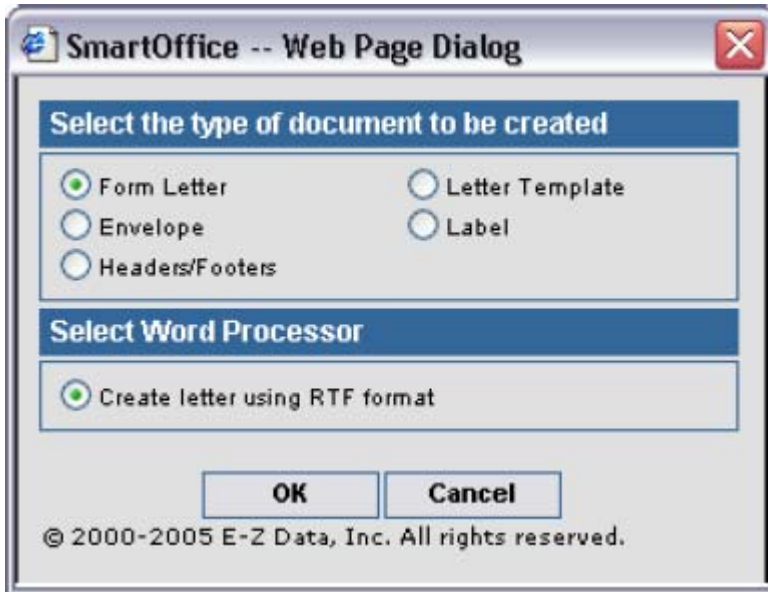 SmartOffice -- Web Page Dialog
Select the type of document to be created
Form Letter
Letter Template
Envelope
Label
Headers/Footers
Select Word Processor
Create letter using RTF format
OK
Cancel
© 2000-2005 E-Z Data, Inc. All rights reserved.